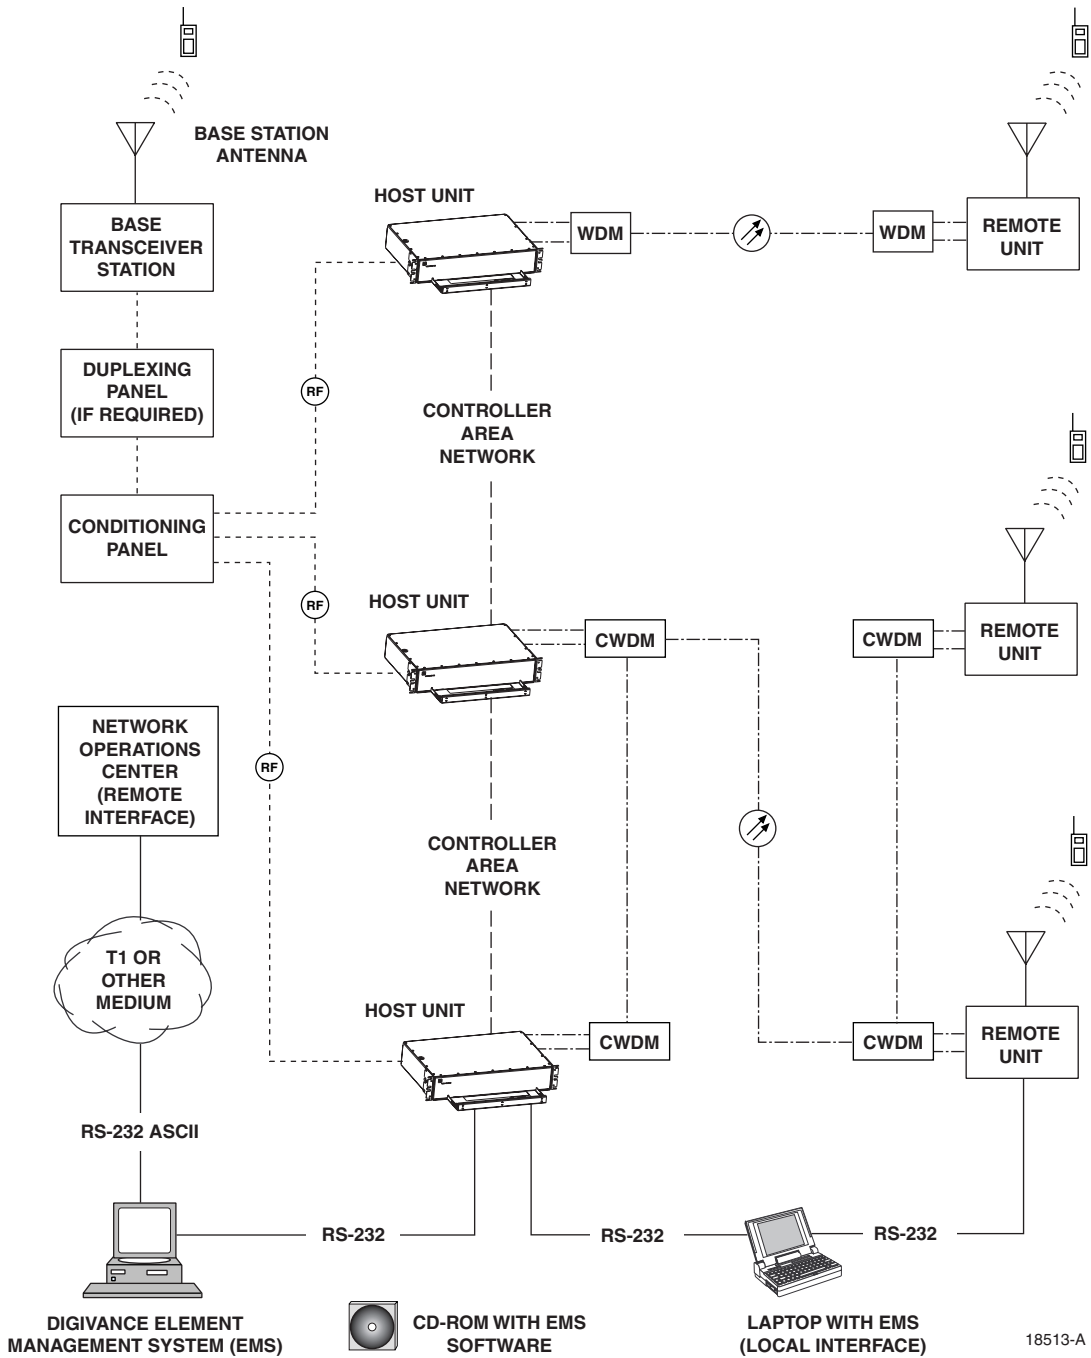 BASE STATION
ANTENNA
HOST UNIT
BASE
TRANSCEIVER
STATION
WDM
WDM
REMOTE
UNIT
DUPLEXING
PANEL
(IF REQUIRED)
RF
CONTROLLER
AREA
NETWORK
CONDITIONING
PANEL
RF
HOST UNIT
CWDM
CWDM
REMOTE
UNIT
NETWORK
OPERATIONS
CENTER
(REMOTE
INTERFACE)
RF
CONTROLLER
AREA
NETWORK
T1 OR
OTHER
MEDIUM
HOST UNIT
CWDM
CWDM
REMOTE
UNIT
RS-232 ASCII
RS-232
RS-232
RS-232
DIGIVANCE ELEMENT
MANAGEMENT SYSTEM (EMS)
CD-ROM WITH EMS
SOFTWARE
LAPTOP WITH EMS
(LOCAL INTERFACE)
18513-A